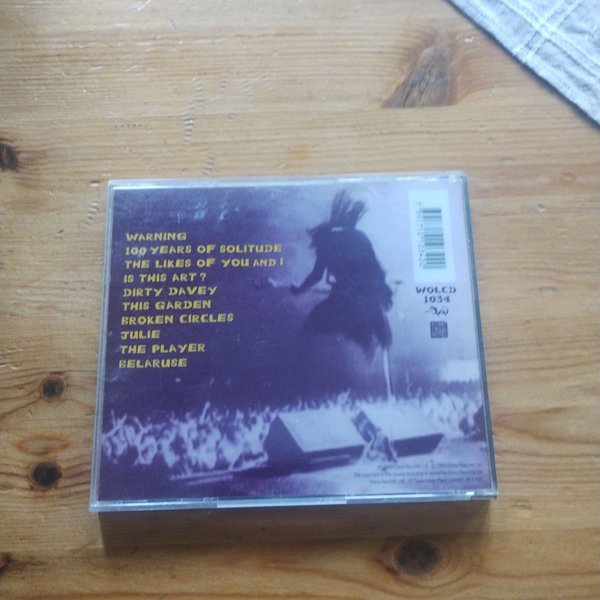 WARNING
100 YEARS OF SOLITUDE
THE LIKES OF YOU AND I
IS THIS ART?
DIRTY DAVEY
THIS GARDEN
BROKEN CIRCLES
JULIE
THE PLAYER
BELARUSE
WOLCD
1034